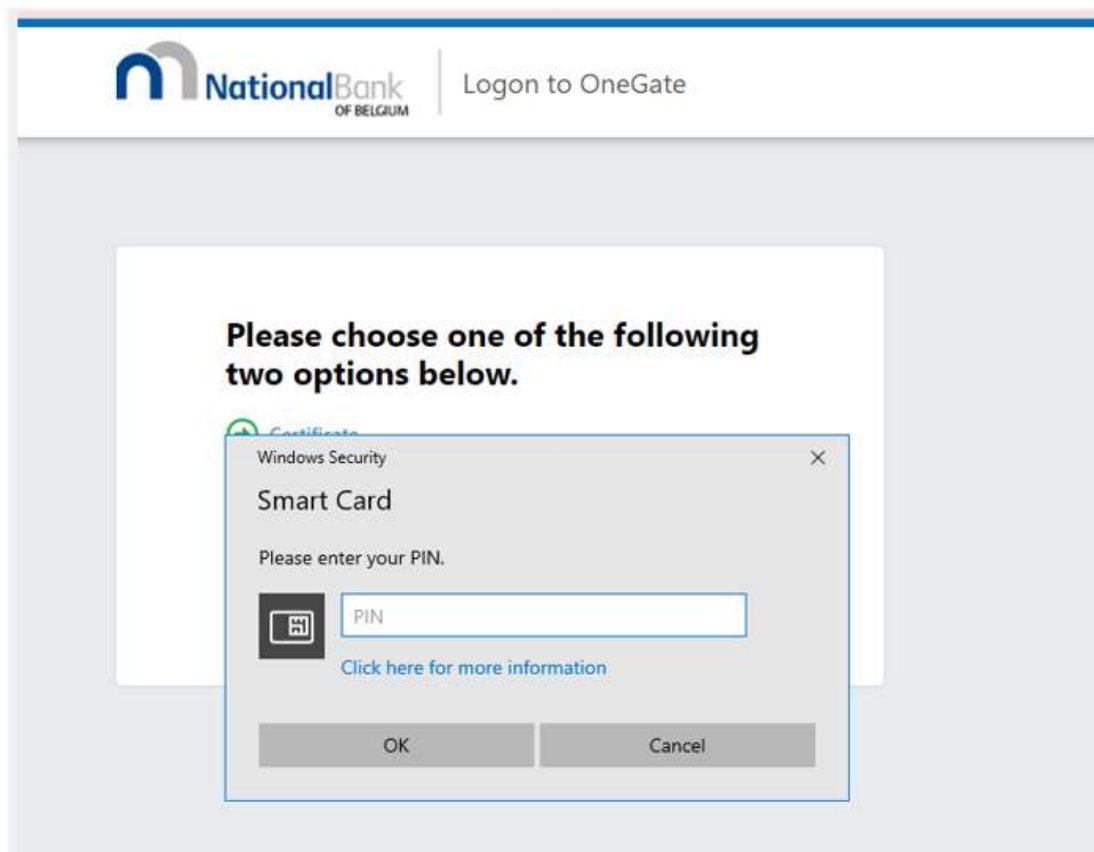 NationalBank
OF BELGIUM
Logon to OneGate
Please choose one of the following
two options below.
Certificate
Windows Security
Smart Card
Please enter your PIN.
PIN
Click here for more information
OK
Cancel